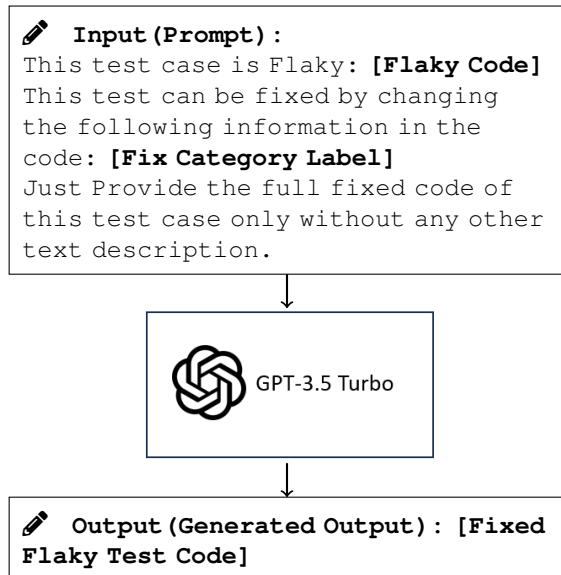 Input(Prompt):
This test case is Flaky: [Flaky Code]
This test can be fixed by changing
the following information in the
code: [Fix Category Label]
Just Provide the full fixed code of
this test case only without any other
text description.
GPT-3.5 Turbo
Output(Generated Output): [Fixed
Flaky Test Code]